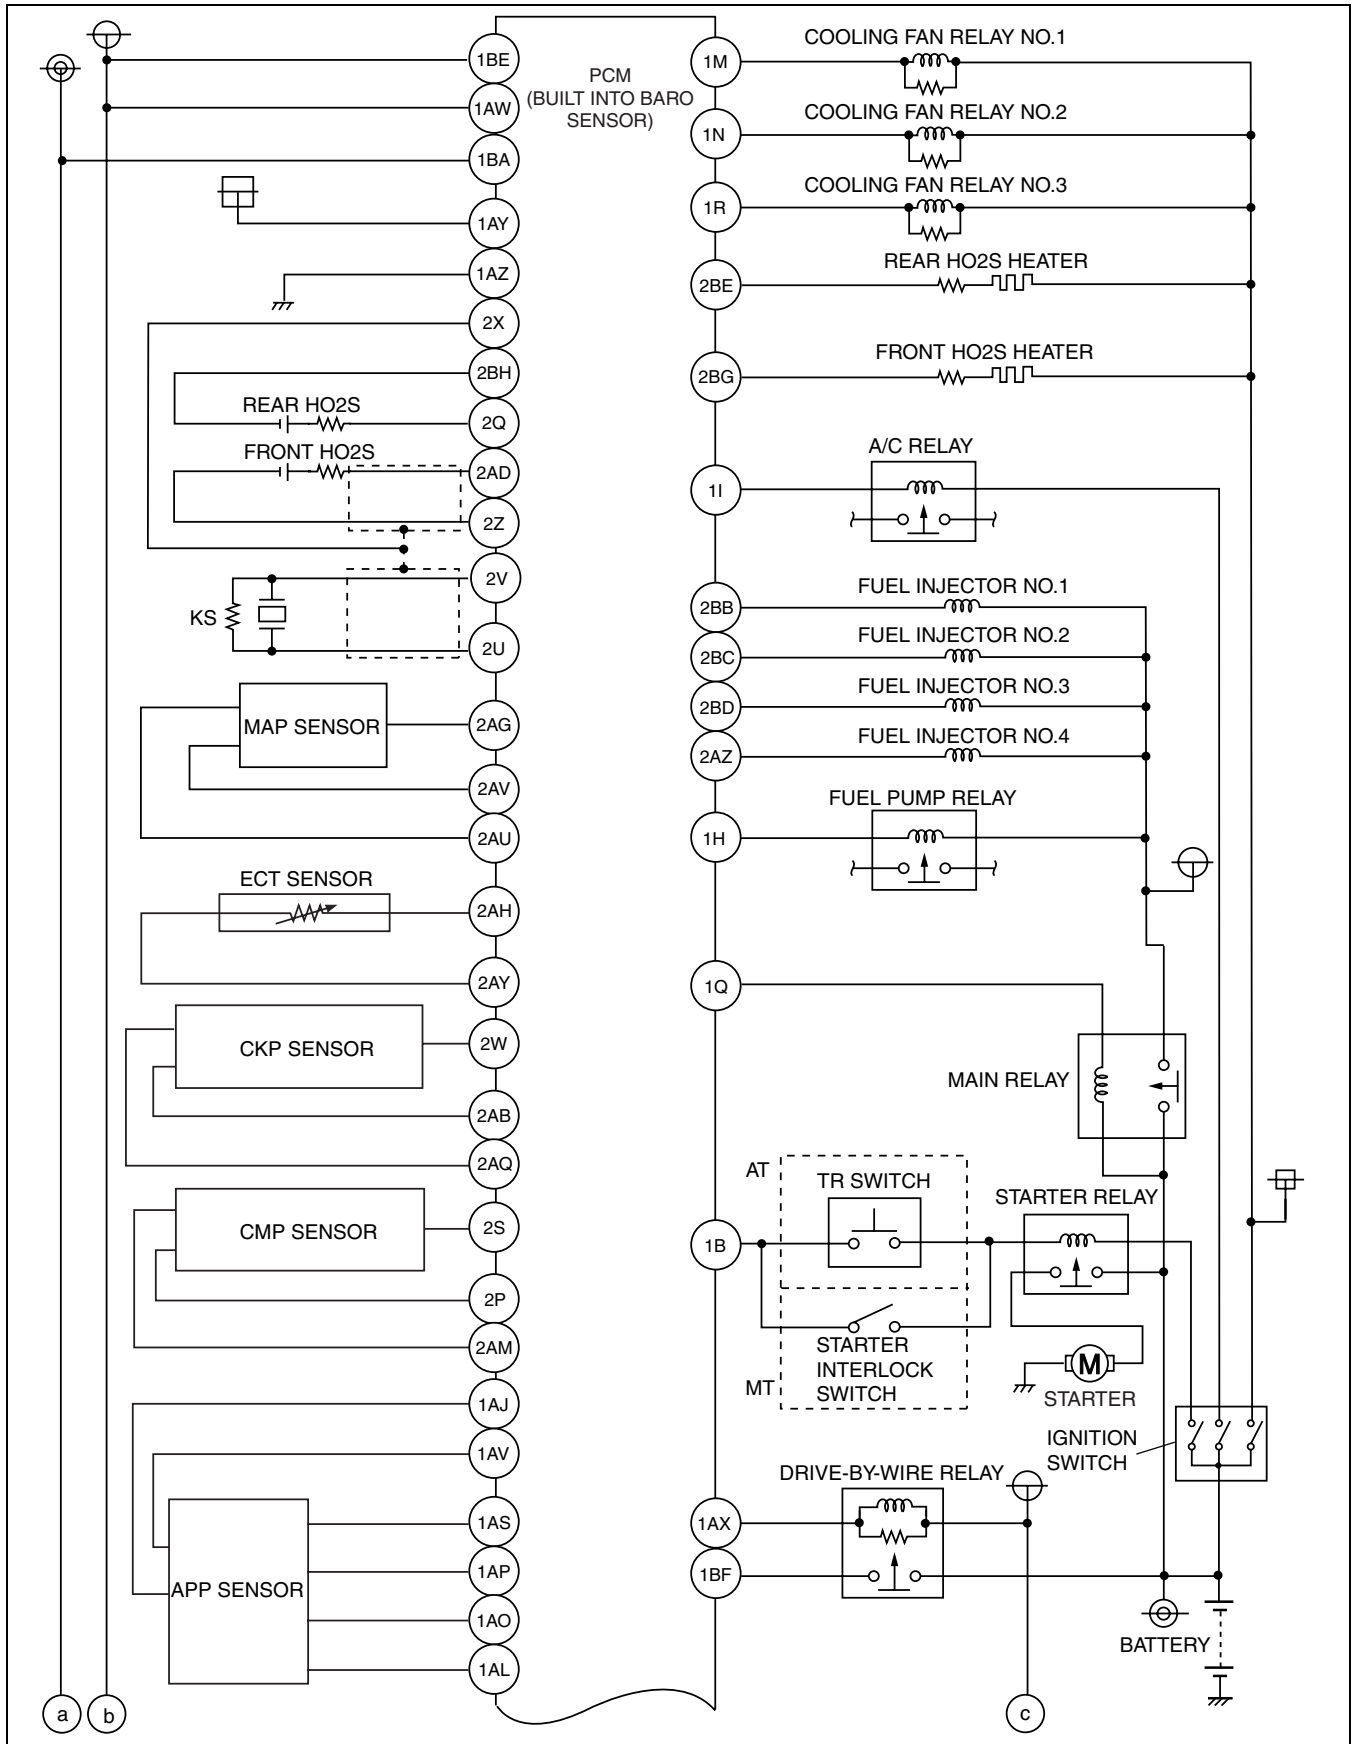 PCM
(BUILT INTO BARO
SENSOR)
1BE
1AW
1BA
1AY
1AZ
2X
2BH
2Q
REAR HO2S
2AD
FRONT HO2S
2Z
2V
KS
2U
MAP SENSOR
2AG
2AV
2AU
ECT SENSOR
2AH
2AY
CKP SENSOR
2W
2AB
2AQ
CMP SENSOR
2S
2P
2AM
1AJ
1AV
1AS
APP SENSOR
1AP
1AO
1AL
a
b
COOLING FAN RELAY NO.1
1M
COOLING FAN RELAY NO.2
1N
COOLING FAN RELAY NO.3
1R
REAR HO2S HEATER
2BE
FRONT HO2S HEATER
2BG
A/C RELAY
1I
FUEL INJECTOR NO.1
2BB
FUEL INJECTOR NO.2
2BC
FUEL INJECTOR NO.3
2BD
FUEL INJECTOR NO.4
2AZ
FUEL PUMP RELAY
1H
1Q
MAIN RELAY
AT
TR SWITCH
STARTER RELAY
1B
STARTER
INTERLOCK
SWITCH
MT
M
STARTER
IGNITION
SWITCH
DRIVE-BY-WIRE RELAY
1AX
1BF
BATTERY
c